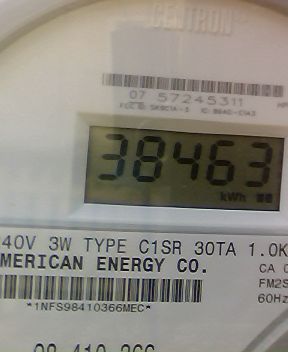 CENTRON
07 57245311
38463
kWh
40V 3W TYPE C1SR 30TA 1.0K
MERICAN ENERGY CO.
CA 0
FM2S
60Hz
*1NFS98410366MEC*